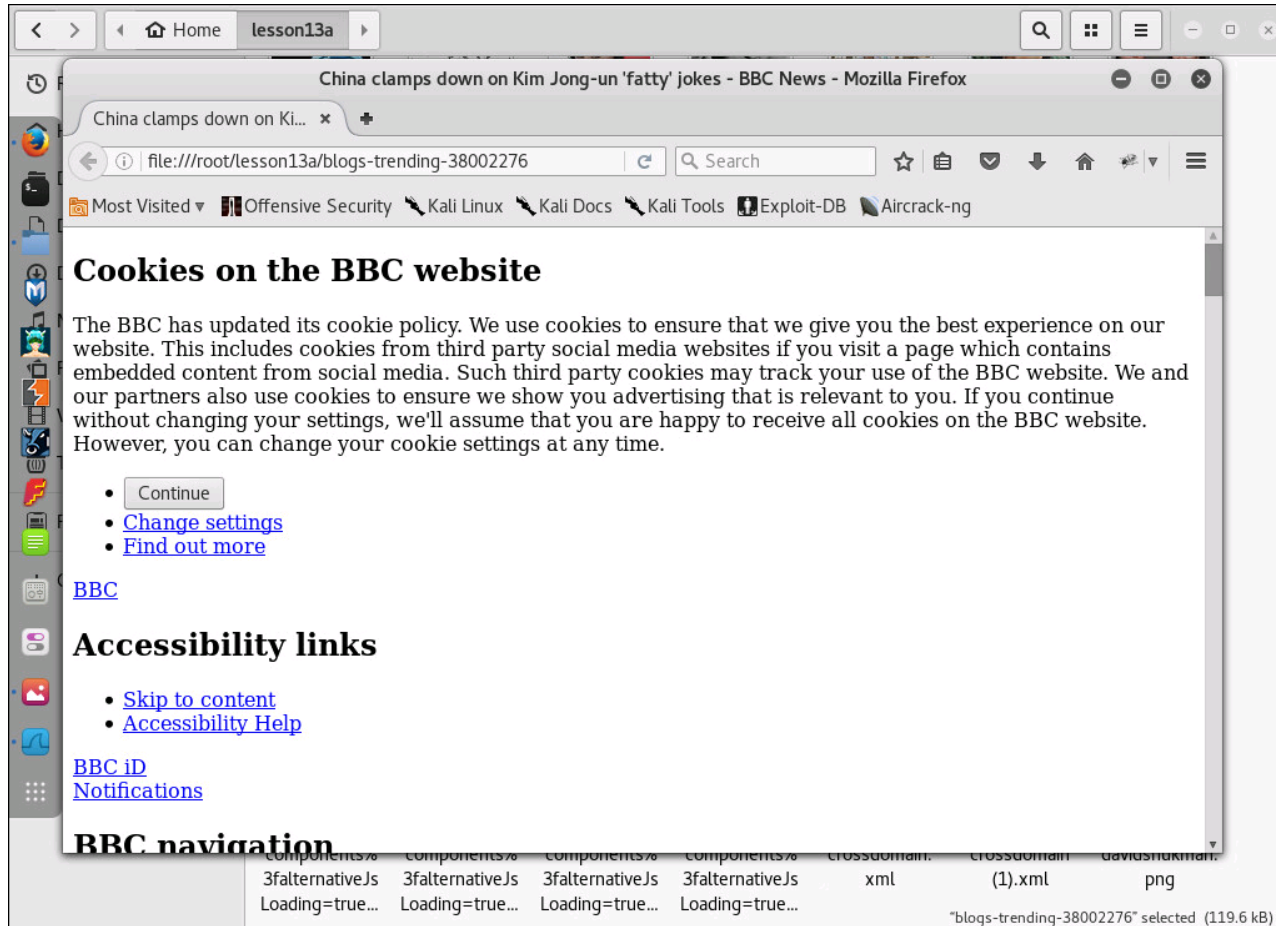 Home lesson13a
China clamps down on Kim Jong-un 'fatty' jokes - BBC News - Mozilla Firefox
China clamps down on Ki...
file:///root/lesson13a/blogs-trending-38002276 Search
Most Visited Offensive Security Kali Linux Kali Docs Kali Tools Exploit-DB Aircrack-ng
Cookies on the BBC website
The BBC has updated its cookie policy. We use cookies to ensure that we give you the best experience on our
website. This includes cookies from third party social media websites if you visit a page which contains
embedded content from social media. Such third party cookies may track your use of the BBC website. We and
our partners also use cookies to ensure we show you advertising that is relevant to you. If you continue
without changing your settings, we'll assume that you are happy to receive all cookies on the BBC website.
However, you can change your cookie settings at any time.
Continue
Change settings
Find out more
BBC
Accessibility links
Skip to content
Accessibility Help
BBC iD
Notifications
BBC navigation
components% components% components% components% crossdomain. crossdomain davidshukman.
3falternativeJs 3falternativeJs 3falternativeJs 3falternativeJs xml (1).xml png
Loading=true... Loading=true... Loading=true... Loading=true...
"blogs-trending-38002276" selected (119.6 kB)